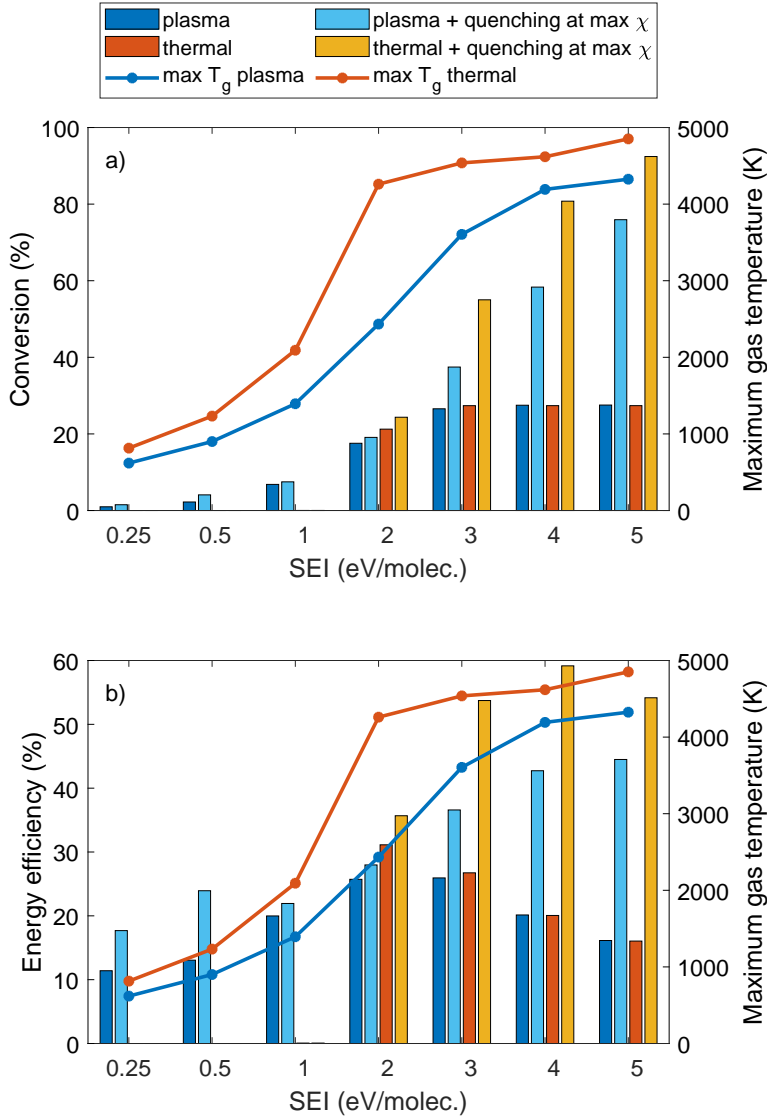 plasma plasma + quenching at max χ
thermal thermal + quenching at max χ
max T_g plasma max T_g thermal
a)
100
80
60
40
20
0
Conversion (%)
5000
4000
3000
2000
1000
0
Maximum gas temperature (K)
0.25 0.5 1 2 3 4 5
SEI (eV/molec.)
b)
60
50
40
30
20
10
0
Energy efficiency (%)
5000
4000
3000
2000
1000
0
Maximum gas temperature (K)
0.25 0.5 1 2 3 4 5
SEI (eV/molec.)